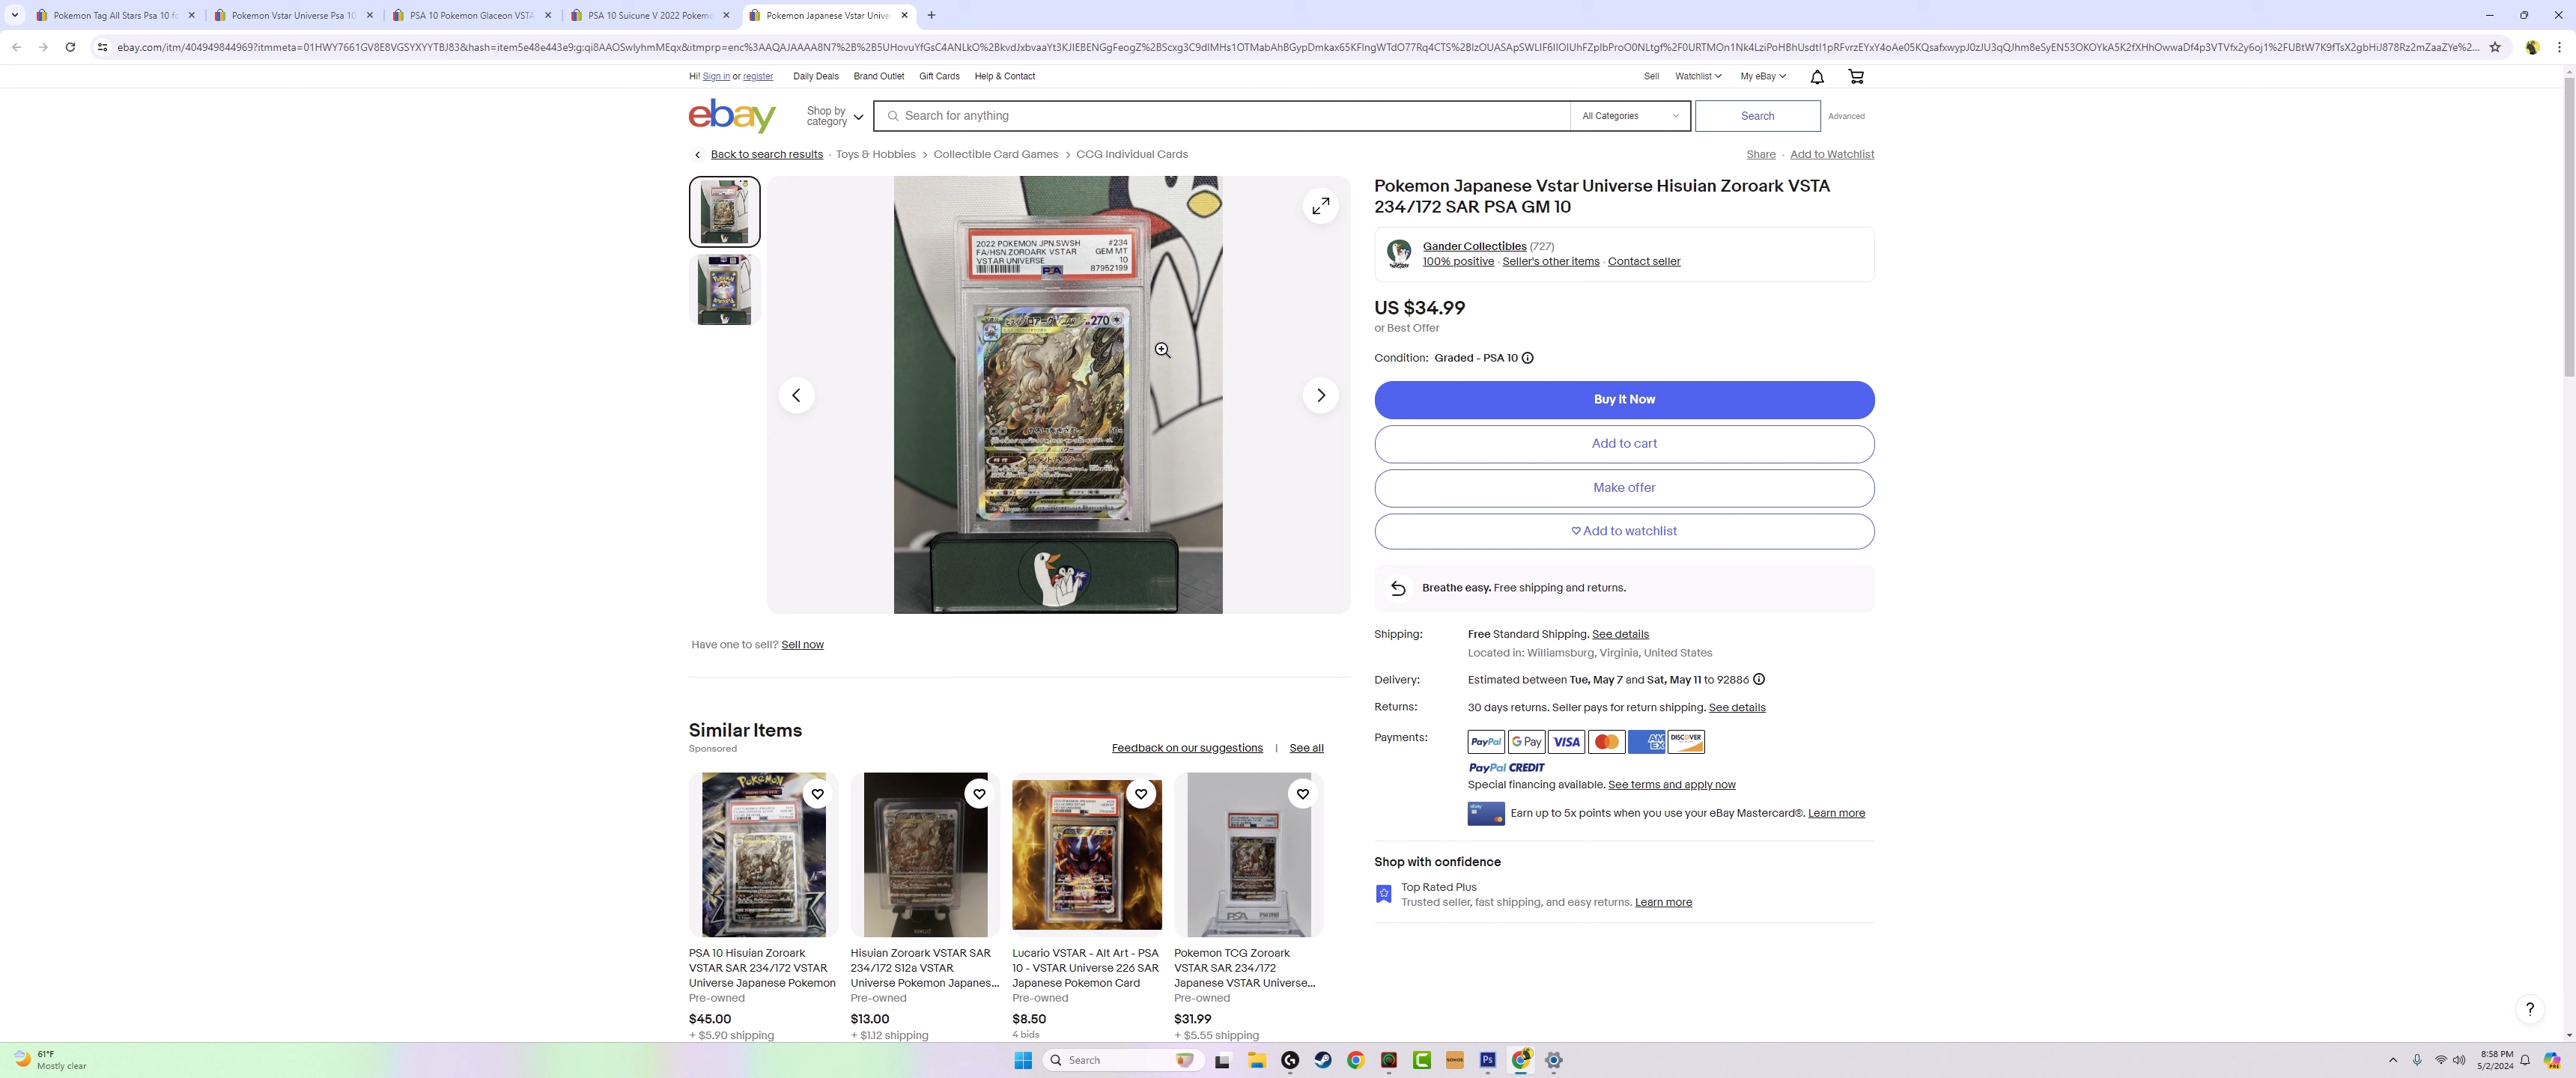 Pokemon Tag All Stars Psa 10 fo
Pokemon Vstar Universe Psa 10
PSA 10 Pokemon Glaceon VSTA
PSA 10 Suicune V 2022 Pokemo
Pokemon Japanese Vstar Unive
Hi! Sign in or register
Daily Deals
Brand Outlet
Gift Cards
Help & Contact
Sell
Watchlist
My eBay
ebay
Shop by
category
Search for anything
All Categories
Search
Advanced
Back to search results · Toys & Hobbies > Collectible Card Games > CCG Individual Cards
Share · Add to Watchlist
2022 POKEMON JPN.SWSH #234
FA/HSN.ZOROARK VSTAR GEM MT
VSTAR UNIVERSE 10
PSA 87952199
270
Pokemon Japanese Vstar Universe Hisuian Zoroark VSTA
234/172 SAR PSA GM 10
Gander Collectibles (727)
100% positive · Seller's other items · Contact seller
US $34.99
or Best Offer
Condition: Graded - PSA 10
Buy It Now
Add to cart
Make offer
Add to watchlist
Breathe easy. Free shipping and returns.
Shipping: Free Standard Shipping. See details
Located in: Williamsburg, Virginia, United States
Delivery: Estimated between Tue, May 7 and Sat, May 11 to 92886
Returns: 30 days returns. Seller pays for return shipping. See details
Payments: PayPal G Pay VISA AM EX DISCOVER
PayPal CREDIT
Special financing available. See terms and apply now
Earn up to 5x points when you use your eBay Mastercard®. Learn more
Shop with confidence
Top Rated Plus
Trusted seller, fast shipping, and easy returns. Learn more
Have one to sell? Sell now
Similar Items
Sponsored
Feedback on our suggestions | See all
PSA 10 Hisuian Zoroark
VSTAR SAR 234/172 VSTAR
Universe Japanese Pokemon
Pre-owned
$45.00
+ $5.90 shipping
Hisuian Zoroark VSTAR SAR
234/172 S12a VSTAR
Universe Pokemon Japanes...
Pre-owned
$13.00
+ $1.12 shipping
Lucario VSTAR - Alt Art - PSA
10 - VSTAR Universe 226 SAR
Japanese Pokemon Card
Pre-owned
$8.50
4 bids
Pokemon TCG Zoroark
VSTAR SAR 234/172
Japanese VSTAR Universe...
Pre-owned
$31.99
+ $5.55 shipping
61°F
Mostly clear
Search
8:58 PM
5/2/2024